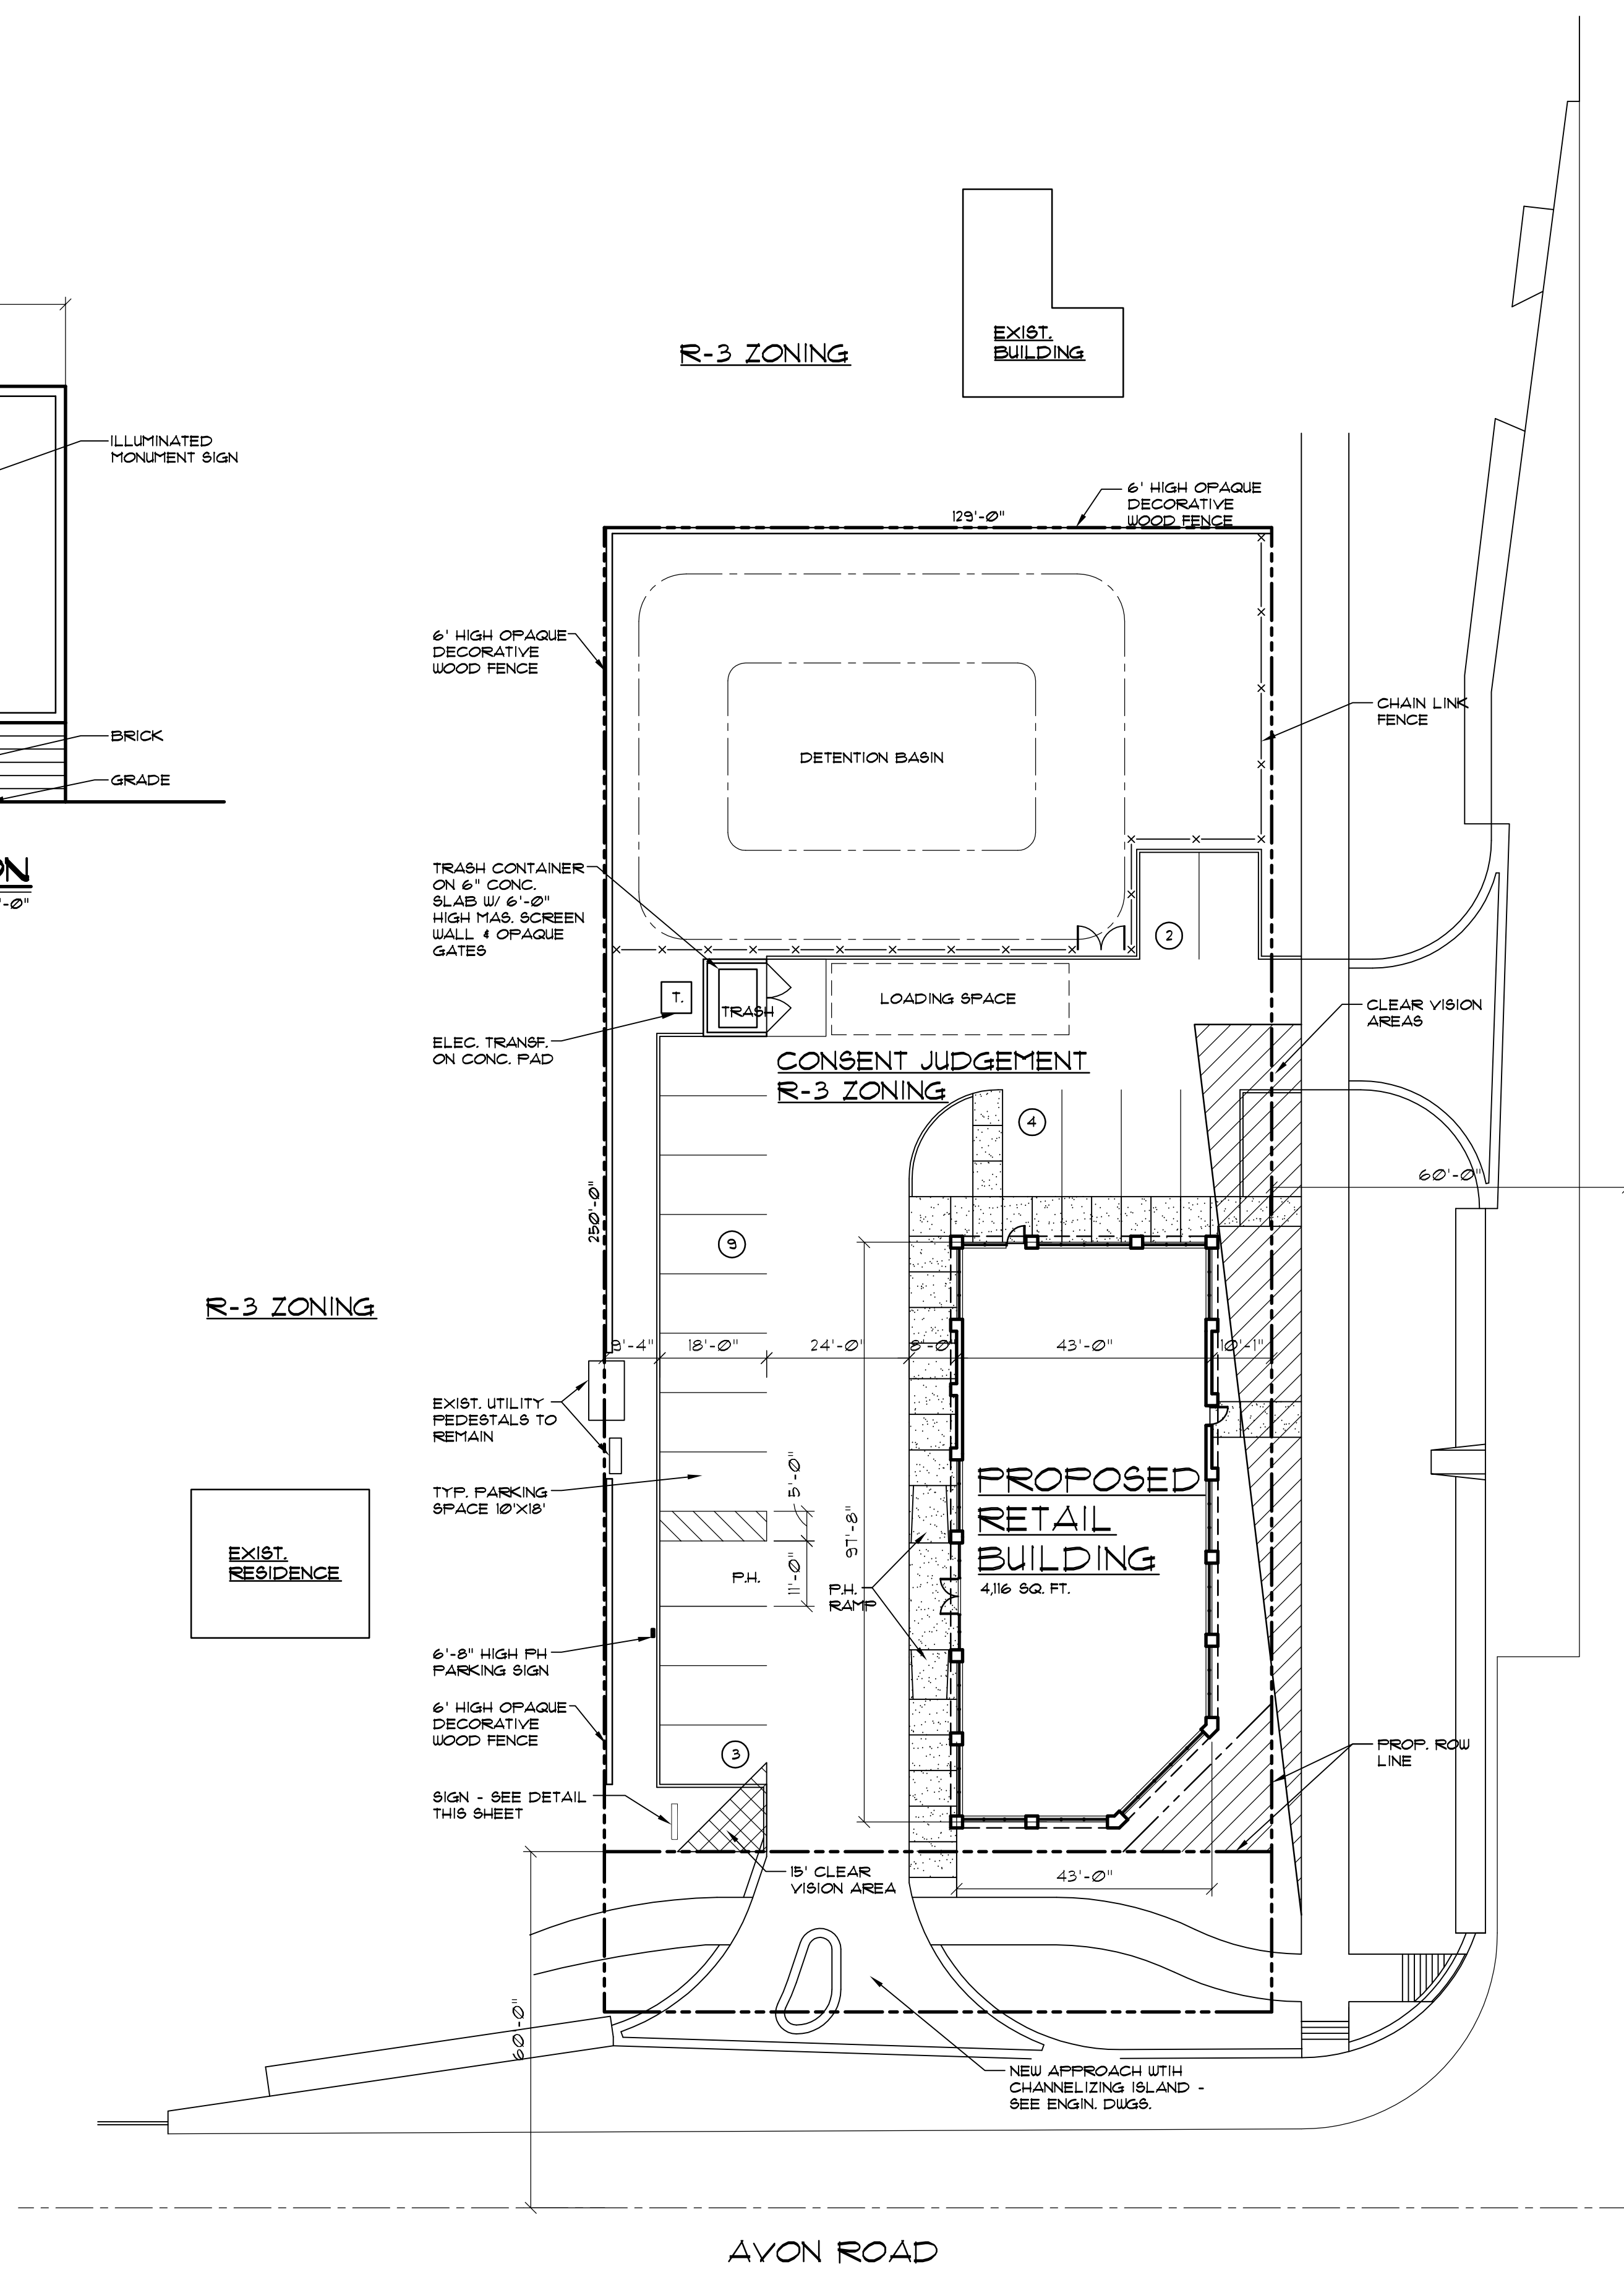 EXIST.
BUILDING
R-3 ZONING
ILLUMINATED
MONUMENT SIGN
6' HIGH OPAQUE
DECORATIVE
WOOD FENCE
129'-0"
6' HIGH OPAQUE
DECORATIVE
WOOD FENCE
CHAIN LINK
FENCE
BRICK
GRADE
DETENTION BASIN
TRASH CONTAINER
ON 6" CONC.
SLAB W/ 6'-0"
HIGH MAS. SCREEN
WALL & OPAQUE
GATES
2
T.
TRASH
LOADING SPACE
CLEAR VISION
AREAS
ELEC. TRANSF.
ON CONC. PAD
CONSENT JUDGEMENT
R-3 ZONING
4
60'-0"
250'-0"
9
R-3 ZONING
18'-0"
24'-0"
8'-0"
43'-0"
10'-1"
EXIST. UTILITY
PEDESTALS TO
REMAIN
TYP. PARKING
SPACE 10'X18'
5'-0"
97'-8"
PROPOSED
RETAIL
BUILDING
4,116 SQ. FT.
EXIST.
RESIDENCE
P.H.
11'-0"
P.H.
RAMP
6'-8" HIGH PH
PARKING SIGN
6' HIGH OPAQUE
DECORATIVE
WOOD FENCE
3
PROP. ROW
LINE
SIGN - SEE DETAIL
THIS SHEET
15' CLEAR
VISION AREA
43'-0"
60'-0"
NEW APPROACH WTIH
CHANNELIZING ISLAND -
SEE ENGIN. DWGS.
AVON ROAD